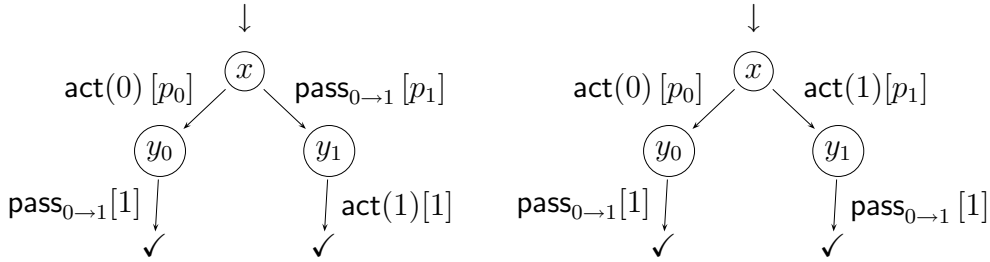 ↓ ↓
x x
act(0) [p₀] pass₀→₁ [p₁] act(0) [p₀] act(1)[p₁]
y₀ y₁ y₀ y₁
pass₀→₁[1] act(1)[1] pass₀→₁[1] pass₀→₁ [1]
✓ ✓ ✓ ✓